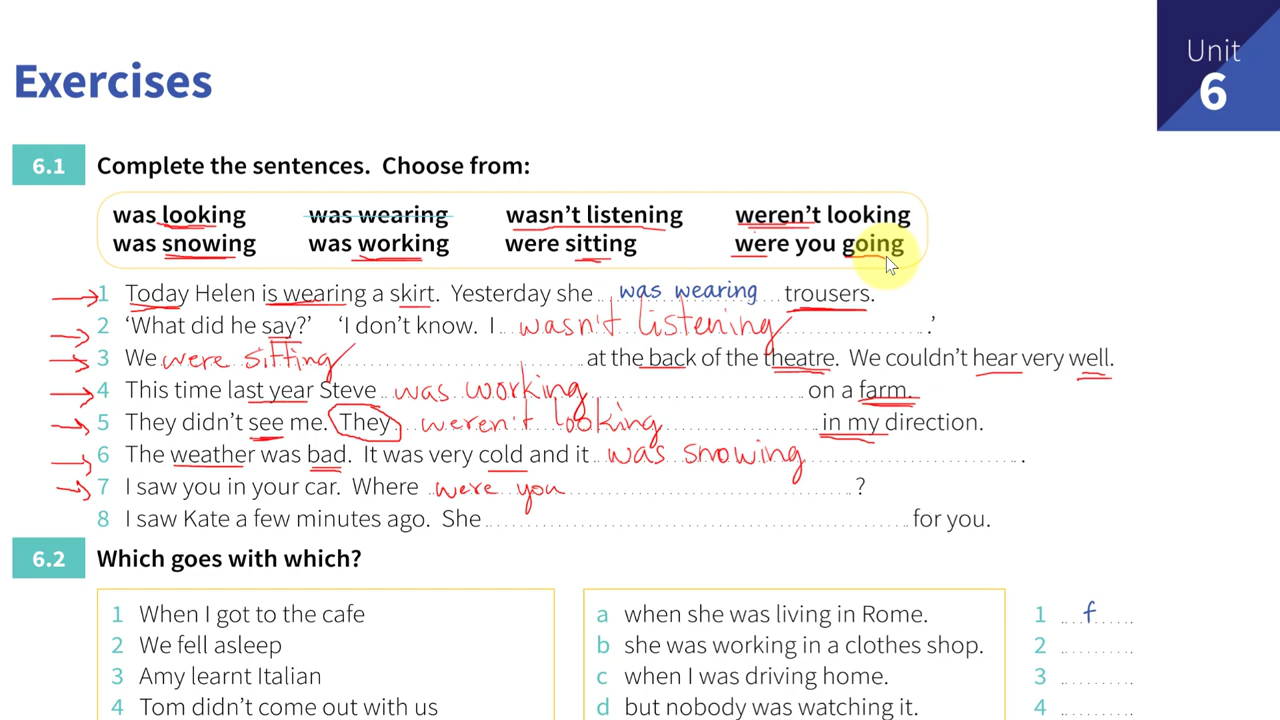 Unit
6
Exercises
6.1 Complete the sentences. Choose from:
was looking was wearing wasn't listening weren't looking
was snowing was working were sitting were you going
1 Today Helen is wearing a skirt. Yesterday she was wearing trousers.
2 ‘What did he say?’ ‘I don't know. I wasn't listening .’
3 We were sitting at the back of the theatre. We couldn't hear very well.
4 This time last year Steve was working on a farm.
5 They didn't see me. They weren't looking in my direction.
6 The weather was bad. It was very cold and it was snowing .
7 I saw you in your car. Where were you ?
8 I saw Kate a few minutes ago. She for you.
6.2 Which goes with which?
1 When I got to the cafe a when she was living in Rome. 1 f
2 We fell asleep b she was working in a clothes shop. 2
3 Amy learnt Italian c when I was driving home. 3
4 Tom didn't come out with us d but nobody was watching it. 4